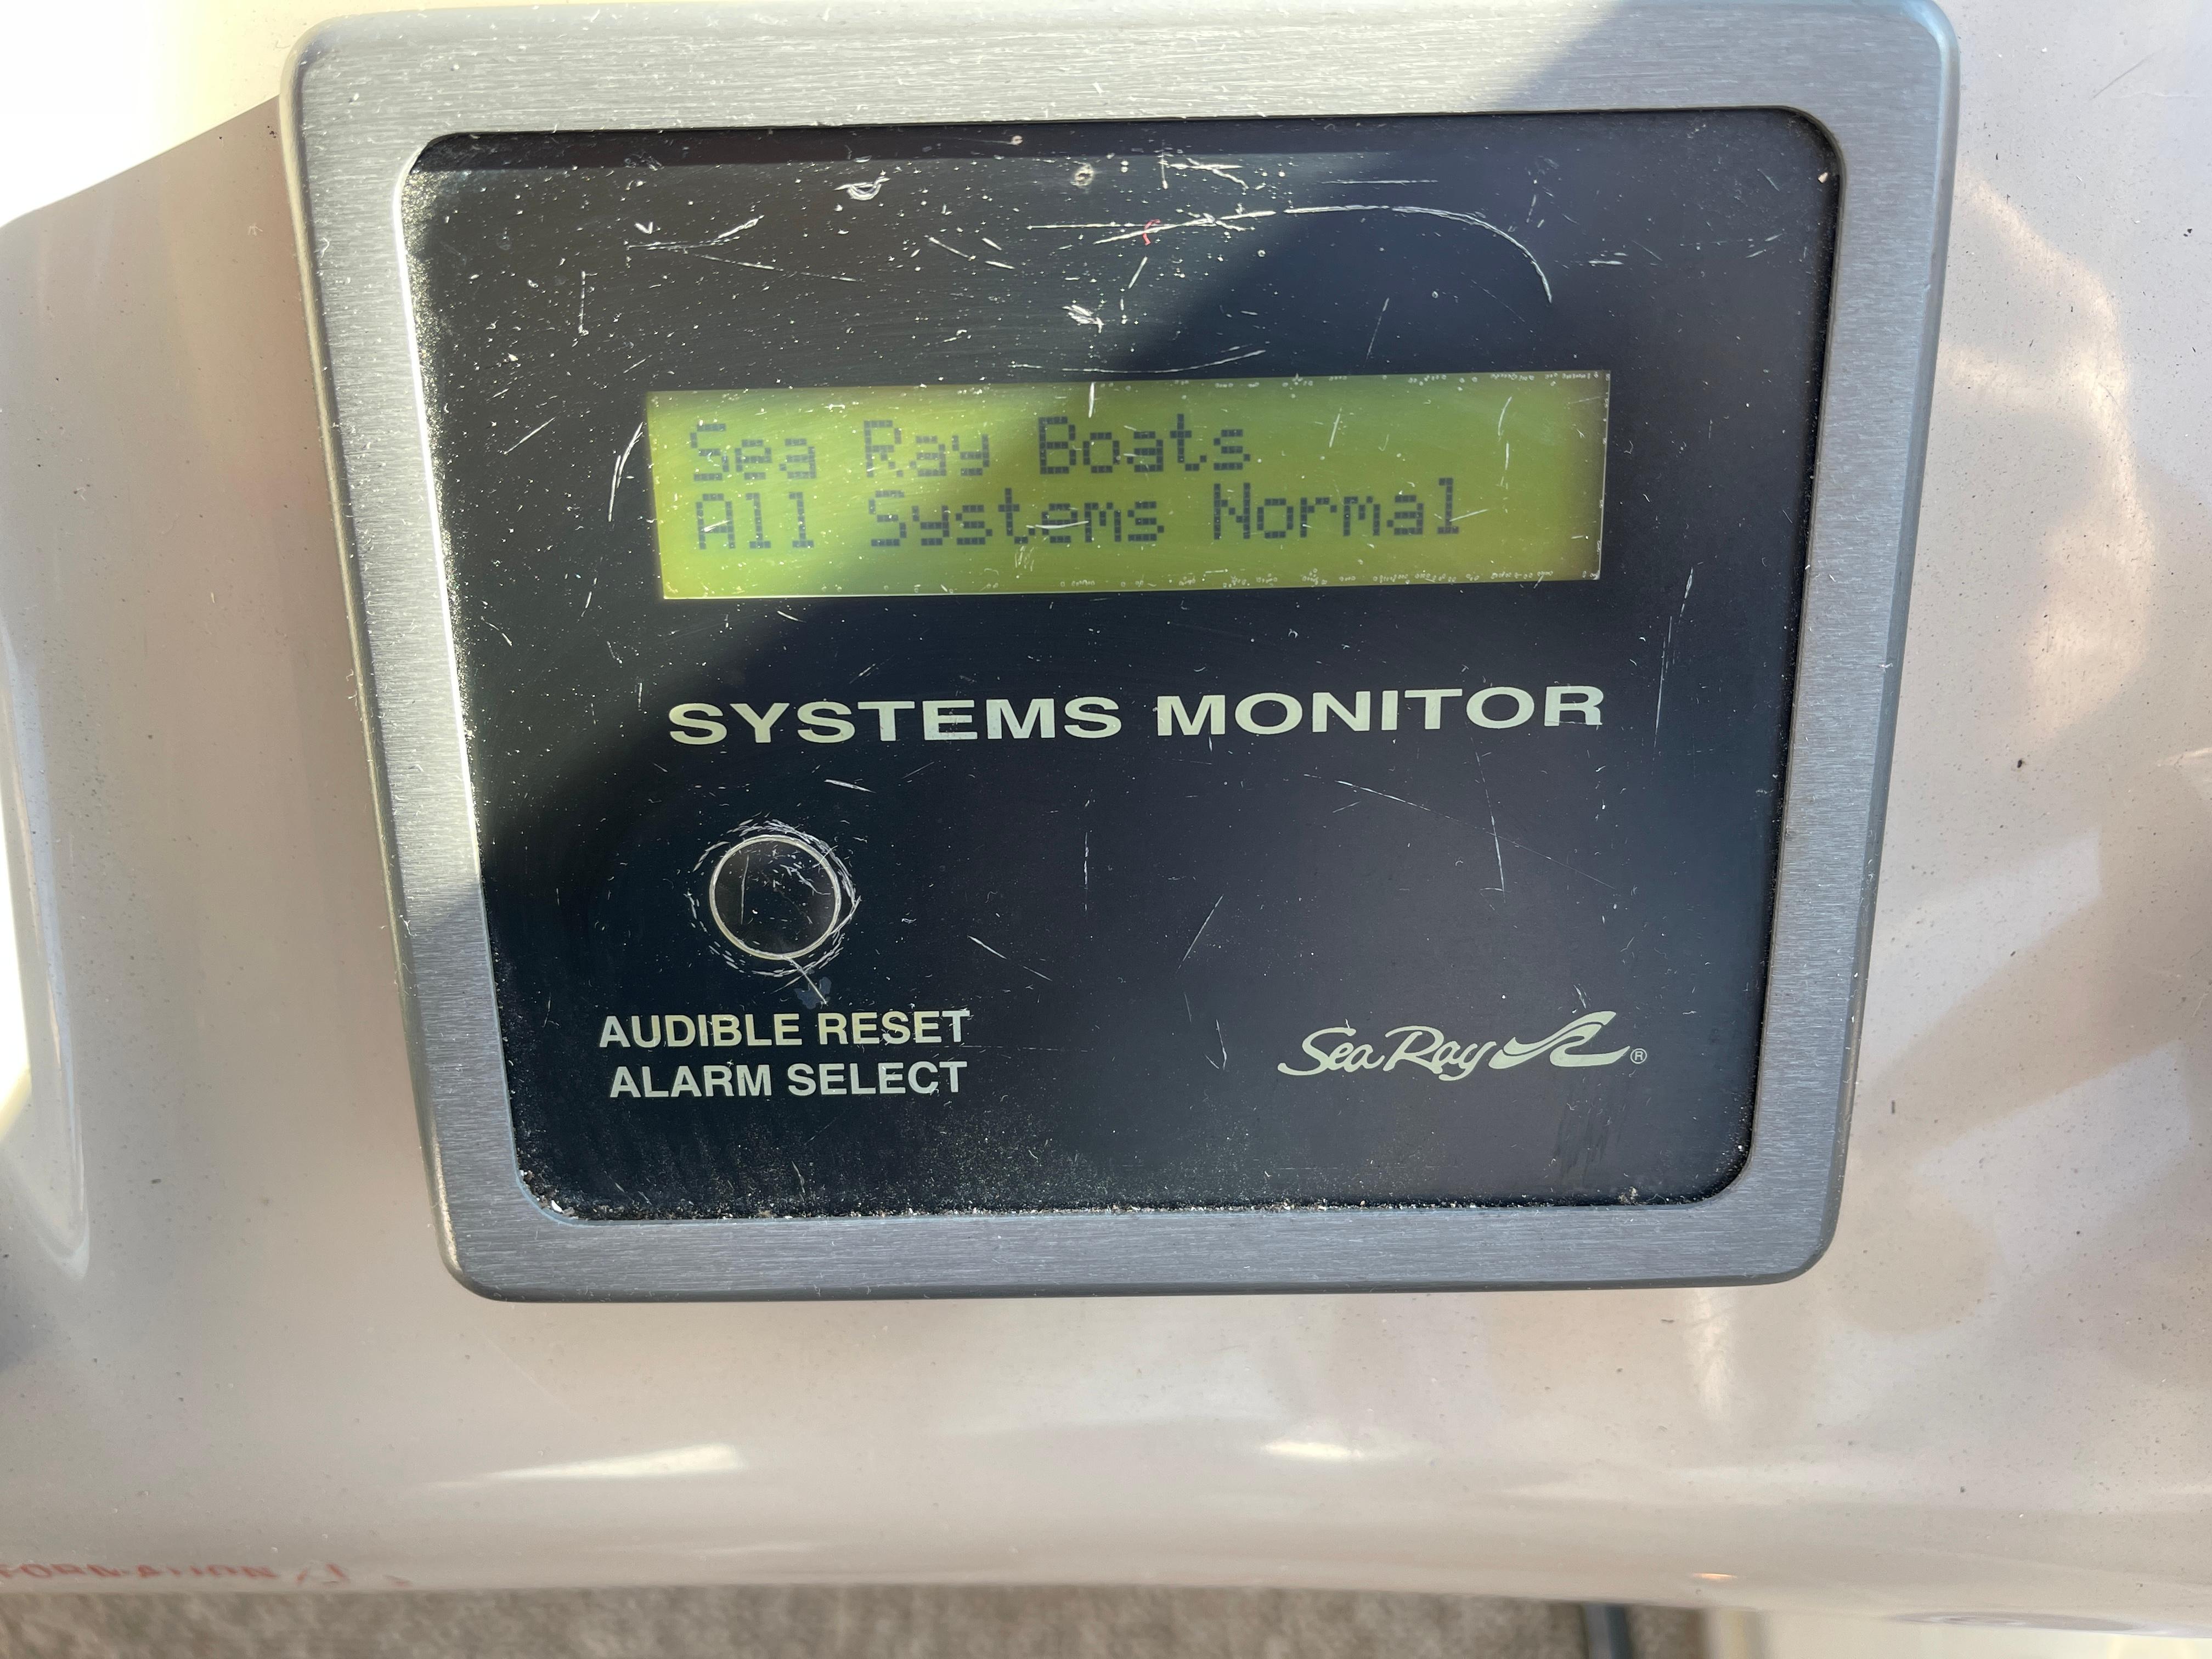 Sea Ray Boats
All Systems Normal
SYSTEMS MONITOR
AUDIBLE RESET
ALARM SELECT
Sea Ray ®